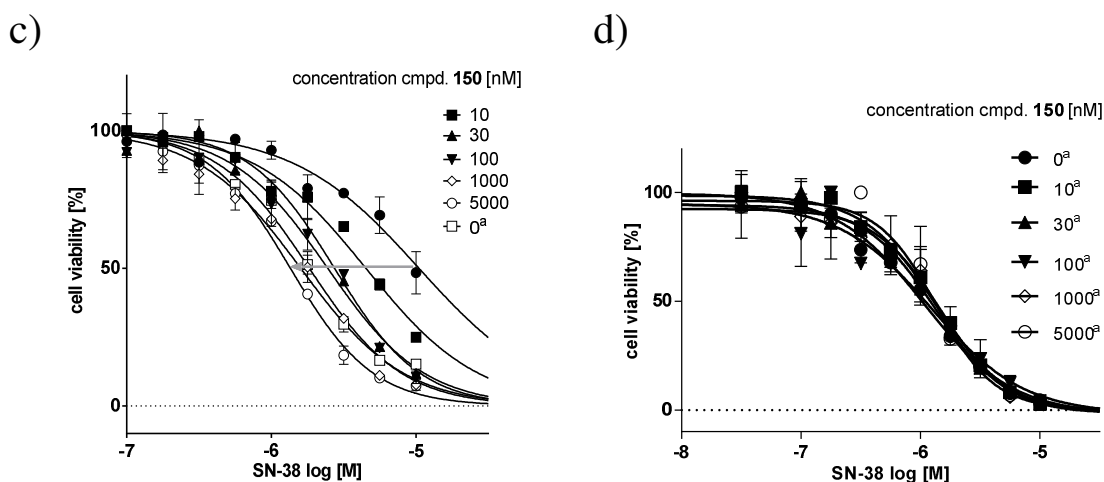 c)
concentration cmpd. 150 [nM]
10
30
100
1000
5000
0a
100
50
0
cell viability [%]
-7
-6
-5
SN-38 log [M]
d)
concentration cmpd. 150 [nM]
0a
10a
30a
100a
1000a
5000a
100
50
0
cell viability [%]
-8
-7
-6
-5
SN-38 log [M]